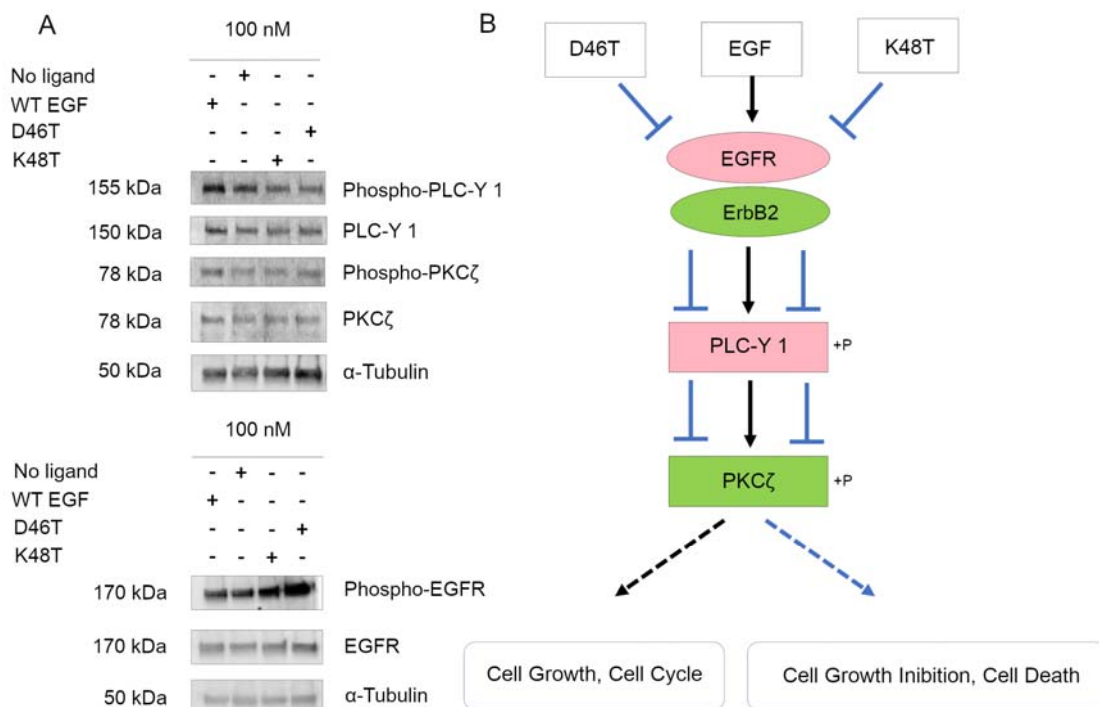 A
100 nM
No ligand - + - -
WT EGF + - - -
D46T - - - +
K48T - - + -
155 kDa Phospho-PLC-Y 1
150 kDa PLC-Y 1
78 kDa Phospho-PKCζ
78 kDa PKCζ
50 kDa α-Tubulin
100 nM
No ligand - + - -
WT EGF + - - -
D46T - - - +
K48T - - + -
170 kDa Phospho-EGFR
170 kDa EGFR
50 kDa α-Tubulin
B
D46T EGF K48T
EGFR
ErbB2
PLC-Y 1 +P
PKCζ +P
Cell Growth, Cell Cycle
Cell Growth Inibition, Cell Death